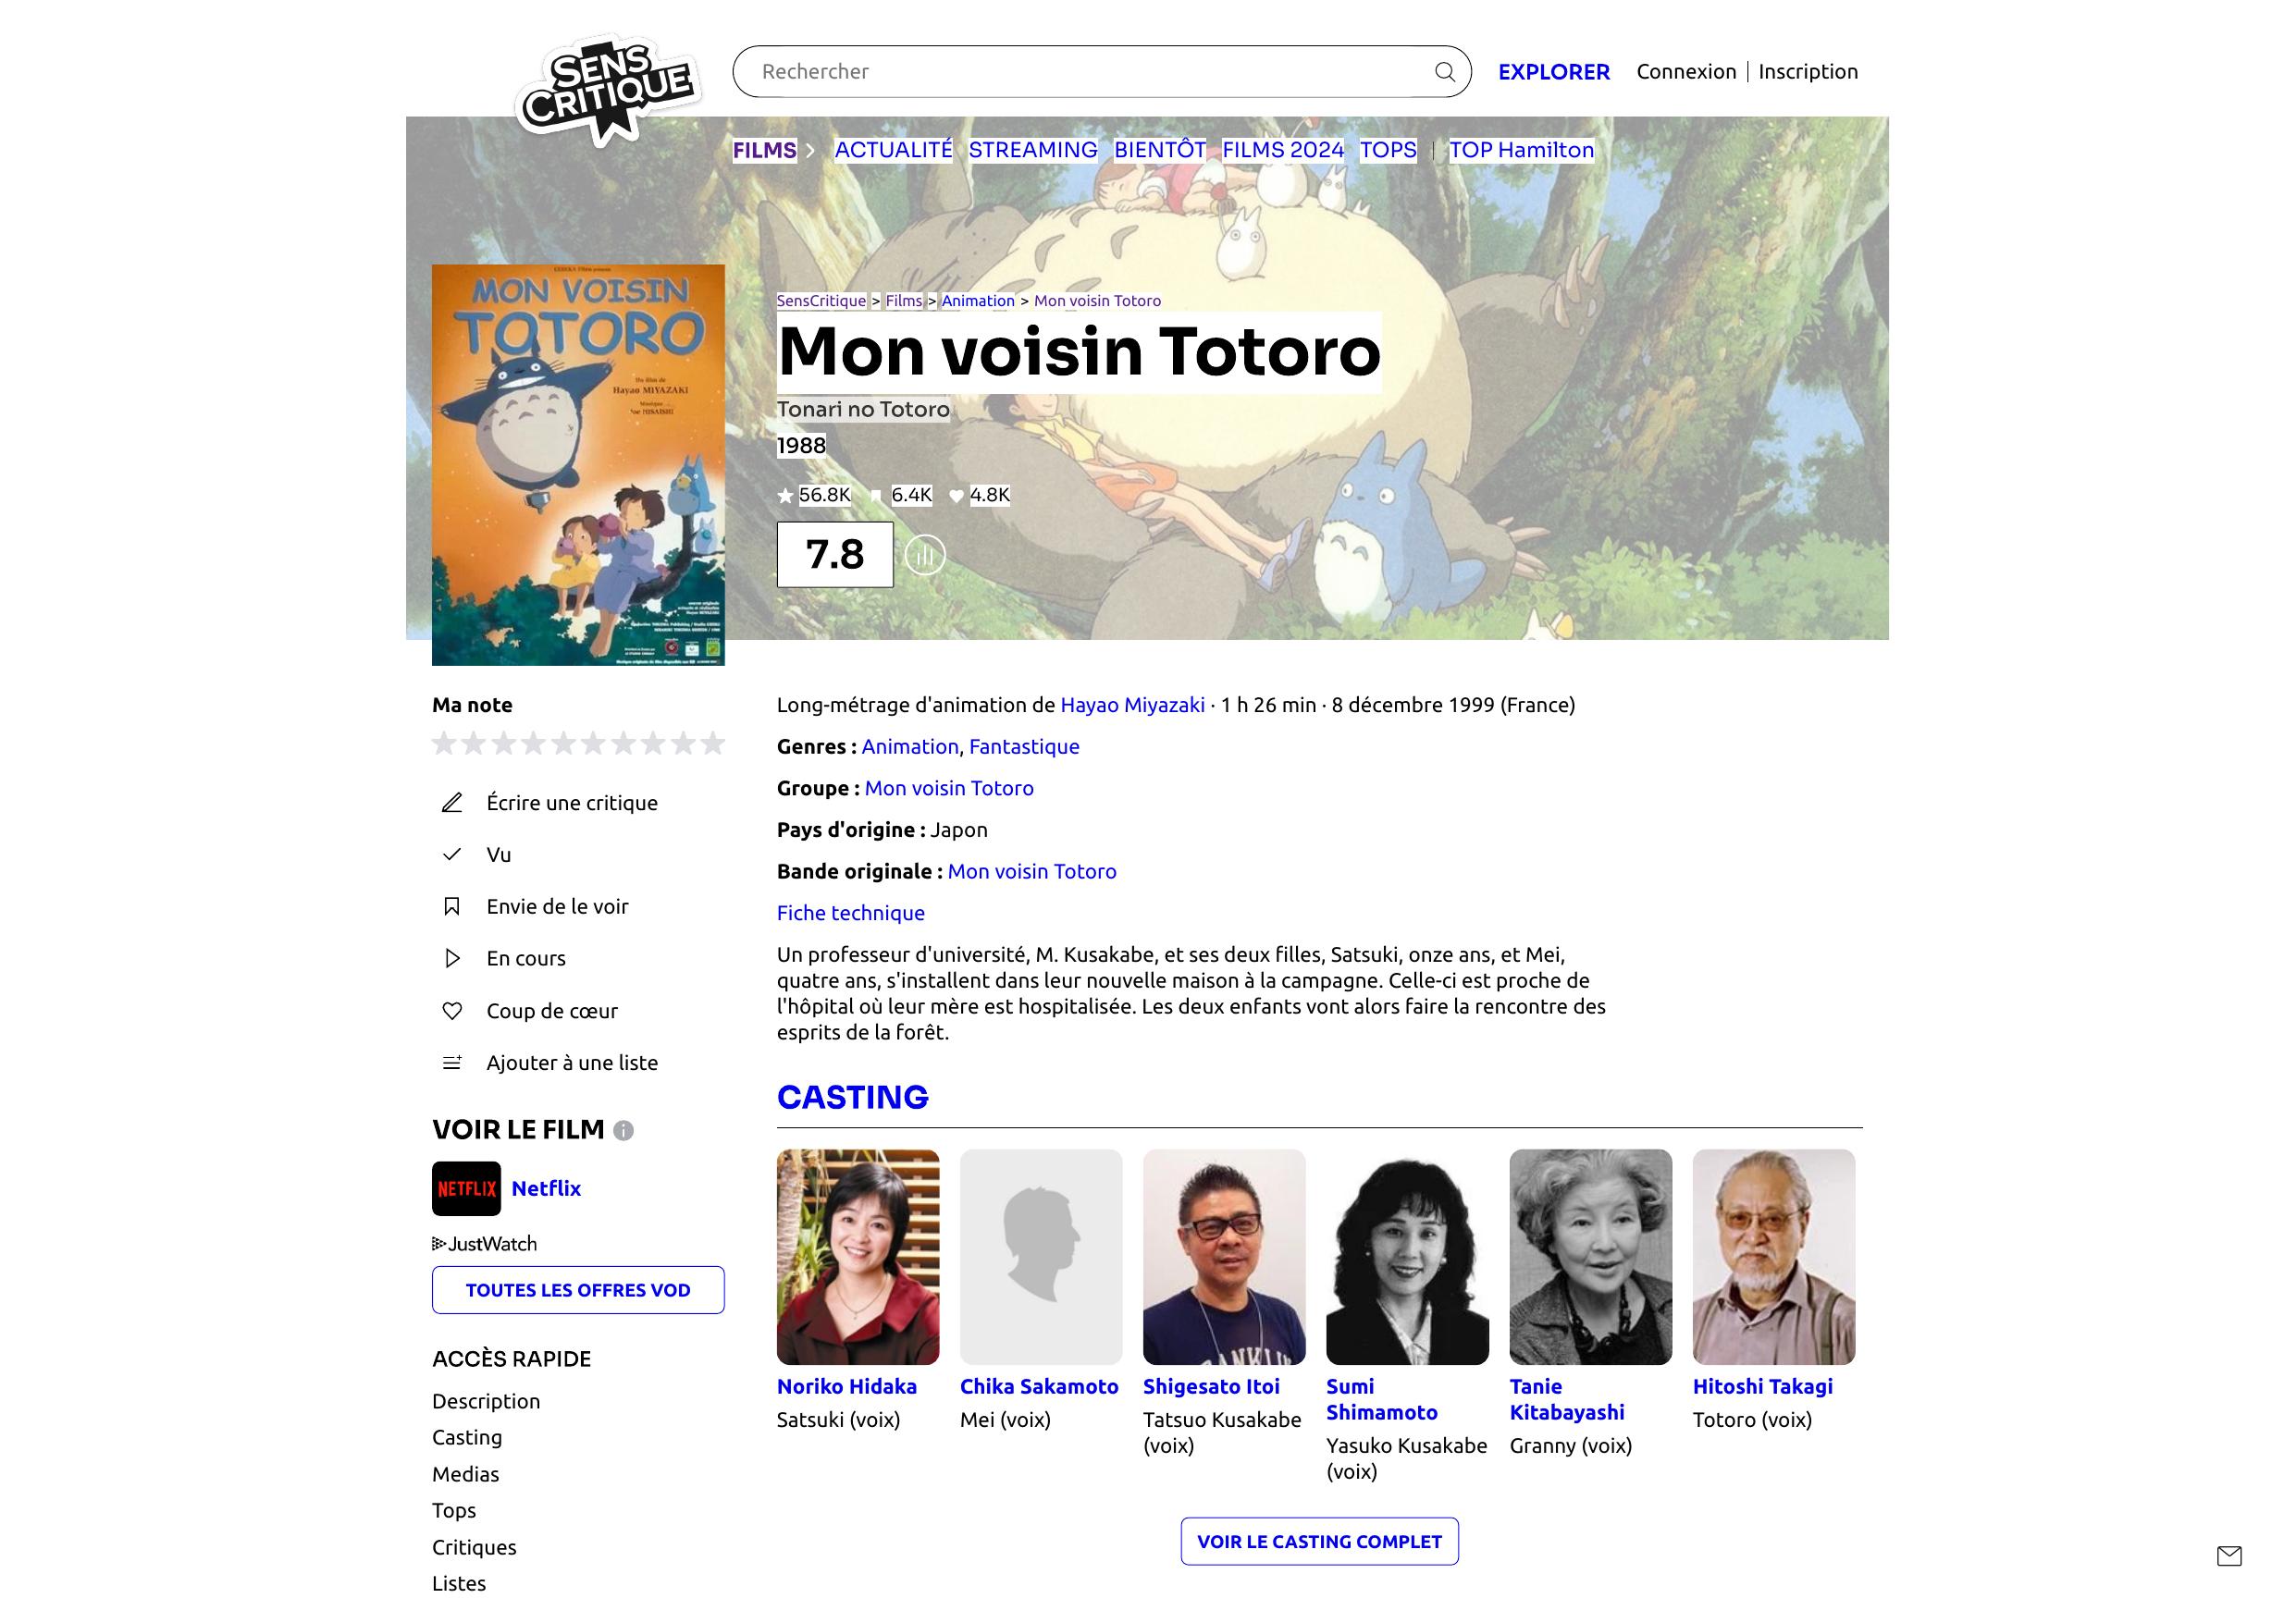 SENS
CRITIQUE
Rechercher
EXPLORER
Connexion | Inscription
FILMS
ACTUALITÉ
STREAMING
BIENTÔT
FILMS 2024
TOPS
|
TOP Hamilton
MON VOISIN
TOTORO
Un film de
Hayao MIYAZAKI
SensCritique > Films > Animation > Mon voisin Totoro
Mon voisin Totoro
Tonari no Totoro
1988
56.8K
6.4K
4.8K
7.8
Ma note
Écrire une critique
Vu
Envie de le voir
En cours
Coup de cœur
Ajouter à une liste
VOIR LE FILM
NETFLIX
Netflix
JustWatch
TOUTES LES OFFRES VOD
ACCÈS RAPIDE
Description
Casting
Medias
Tops
Critiques
Listes
Long-métrage d'animation de Hayao Miyazaki · 1 h 26 min · 8 décembre 1999 (France)
Genres : Animation, Fantastique
Groupe : Mon voisin Totoro
Pays d'origine : Japon
Bande originale : Mon voisin Totoro
Fiche technique
Un professeur d'université, M. Kusakabe, et ses deux filles, Satsuki, onze ans, et Mei,
quatre ans, s'installent dans leur nouvelle maison à la campagne. Celle-ci est proche de
l'hôpital où leur mère est hospitalisée. Les deux enfants vont alors faire la rencontre des
esprits de la forêt.
CASTING
Noriko Hidaka
Satsuki (voix)
Chika Sakamoto
Mei (voix)
Shigesato Itoi
Tatsuo Kusakabe
(voix)
Sumi
Shimamoto
Yasuko Kusakabe
(voix)
Tanie
Kitabayashi
Granny (voix)
Hitoshi Takagi
Totoro (voix)
VOIR LE CASTING COMPLET